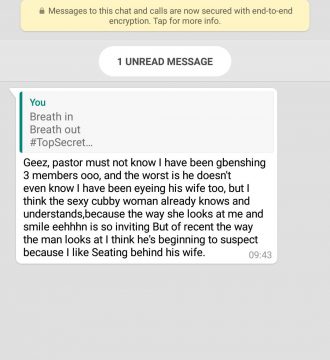 Messages to this chat and calls are now secured with end-to-end
encryption. Tap for more info.
1 UNREAD MESSAGE
You
Breath in
Breath out
#TopSecret...
Geez, pastor must not know I have been gbenshing
3 members ooo, and the worst is he doesn't
even know I have been eyeing his wife too, but I
think the sexy cubby woman already knows and
understands,because the way she looks at me and
smile eehhhn is so inviting But of recent the way
the man looks at I think he's beginning to suspect
because I like Seating behind his wife.
09:43